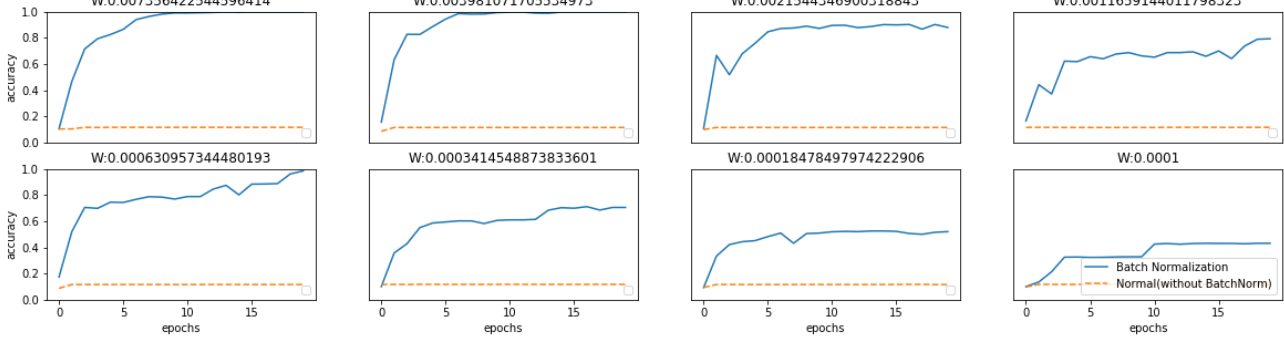 W:0.007356422544596414 W:0.003981071705534973 W:0.0021544346900318843 W:0.0011659144011798323
1.0
0.8
0.6
0.4
0.2
0.0
accuracy
W:0.000630957344480193 W:0.0003414548873833601 W:0.00018478497974222906 W:0.0001
1.0
0.8
0.6
0.4
0.2
0.0
accuracy
Batch Normalization
Normal(without BatchNorm)
0 5 10 15 0 5 10 15 0 5 10 15 0 5 10 15
epochs epochs epochs epochs